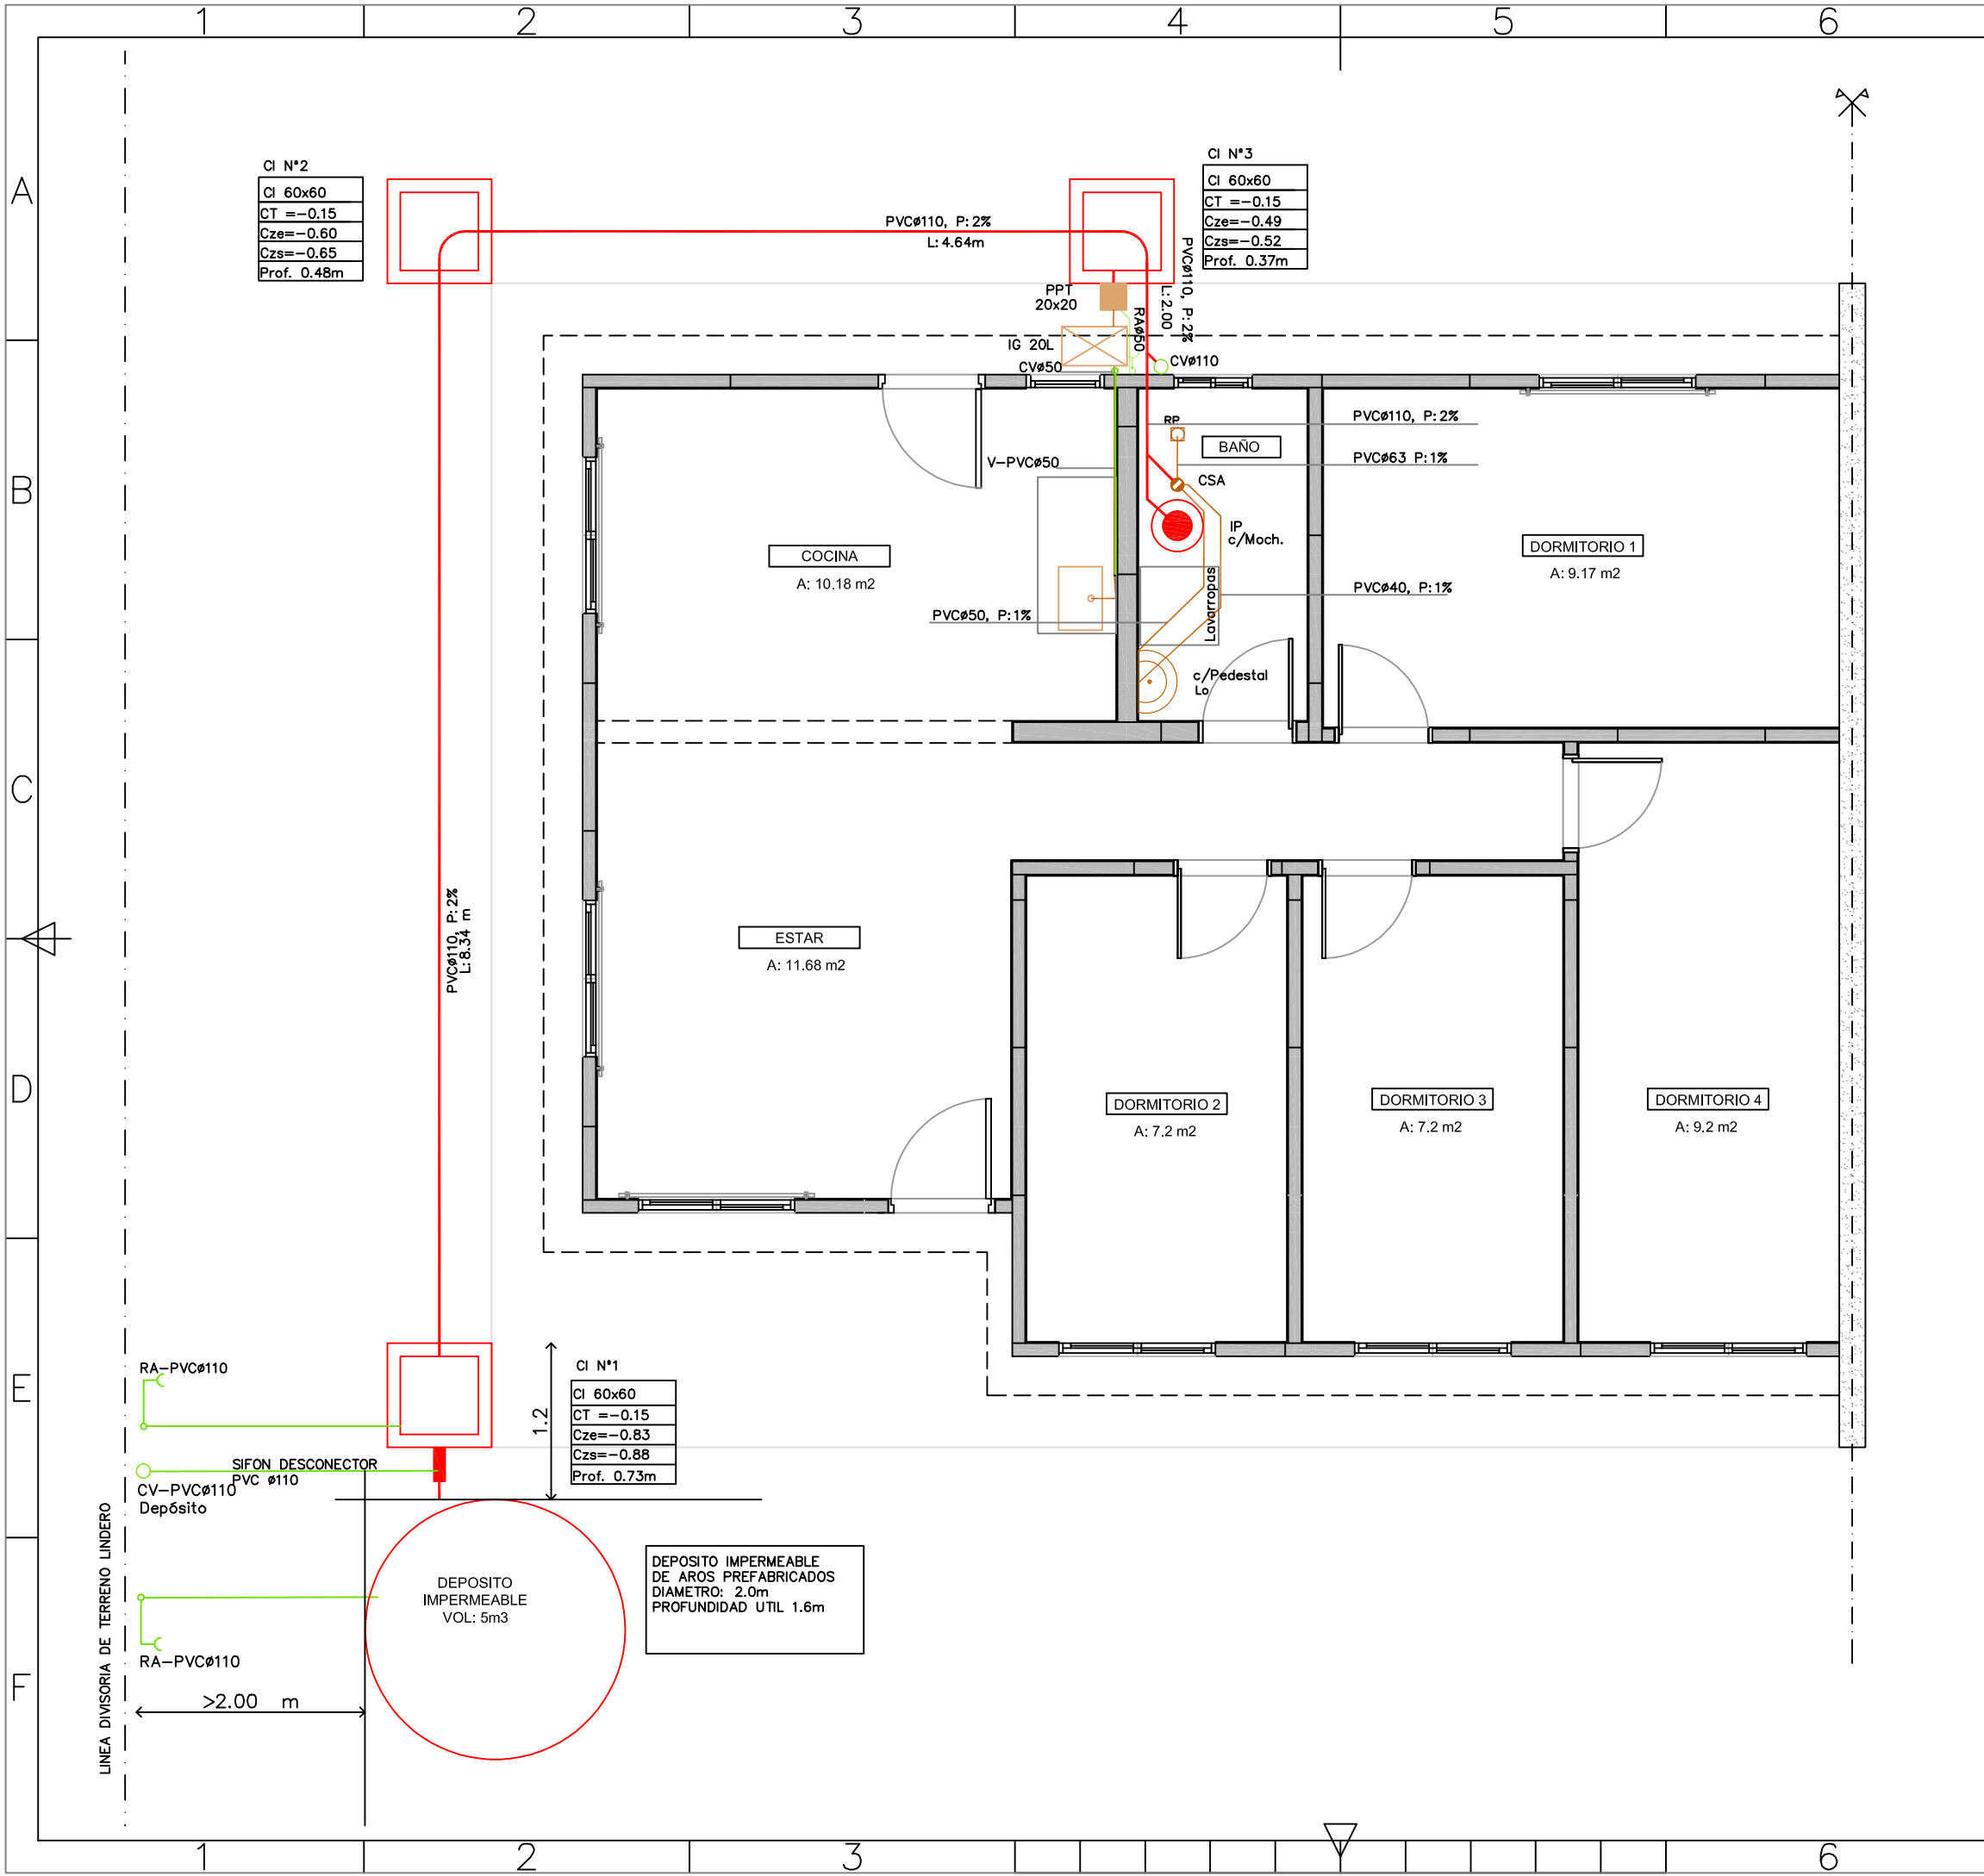 1
2
3
4
5
6
A
B
C
D
E
F
CI N°2
CI 60x60
CT =-0.15
Cze=-0.60
Czs=-0.65
Prof. 0.48m
PVCø110, P:2%
L:4.64m
CI N°3
CI 60x60
CT =-0.15
Cze=-0.49
Czs=-0.52
Prof. 0.37m
PVCø110, P:2%
L:2.00
PPT
20x20
RAø50
IG 20L
CVø50
CVø110
RP
BAÑO
PVCø110, P:2%
PVCø63 P:1%
V-PVCø50
CSA
IP
c/Moch.
COCINA
A: 10.18 m2
DORMITORIO 1
A: 9.17 m2
Lavarropas
PVCø40, P:1%
PVCø50, P:1%
c/Pedestal
Lo
PVCø110, P:2%
L:8.34 m
ESTAR
A: 11.68 m2
DORMITORIO 2
A: 7.2 m2
DORMITORIO 3
A: 7.2 m2
DORMITORIO 4
A: 9.2 m2
RA-PVCø110
1.2
CI N°1
CI 60x60
CT =-0.15
Cze=-0.83
Czs=-0.88
Prof. 0.73m
SIFON DESCONECTOR
PVC ø110
CV-PVCø110
Depósito
LINEA DIVISORIA DE TERRENO LINDERO
DEPOSITO
IMPERMEABLE
VOL: 5m3
DEPOSITO IMPERMEABLE
DE AROS PREFABRICADOS
DIAMETRO: 2.0m
PROFUNDIDAD UTIL 1.6m
RA-PVCø110
>2.00 m
1
2
3
6